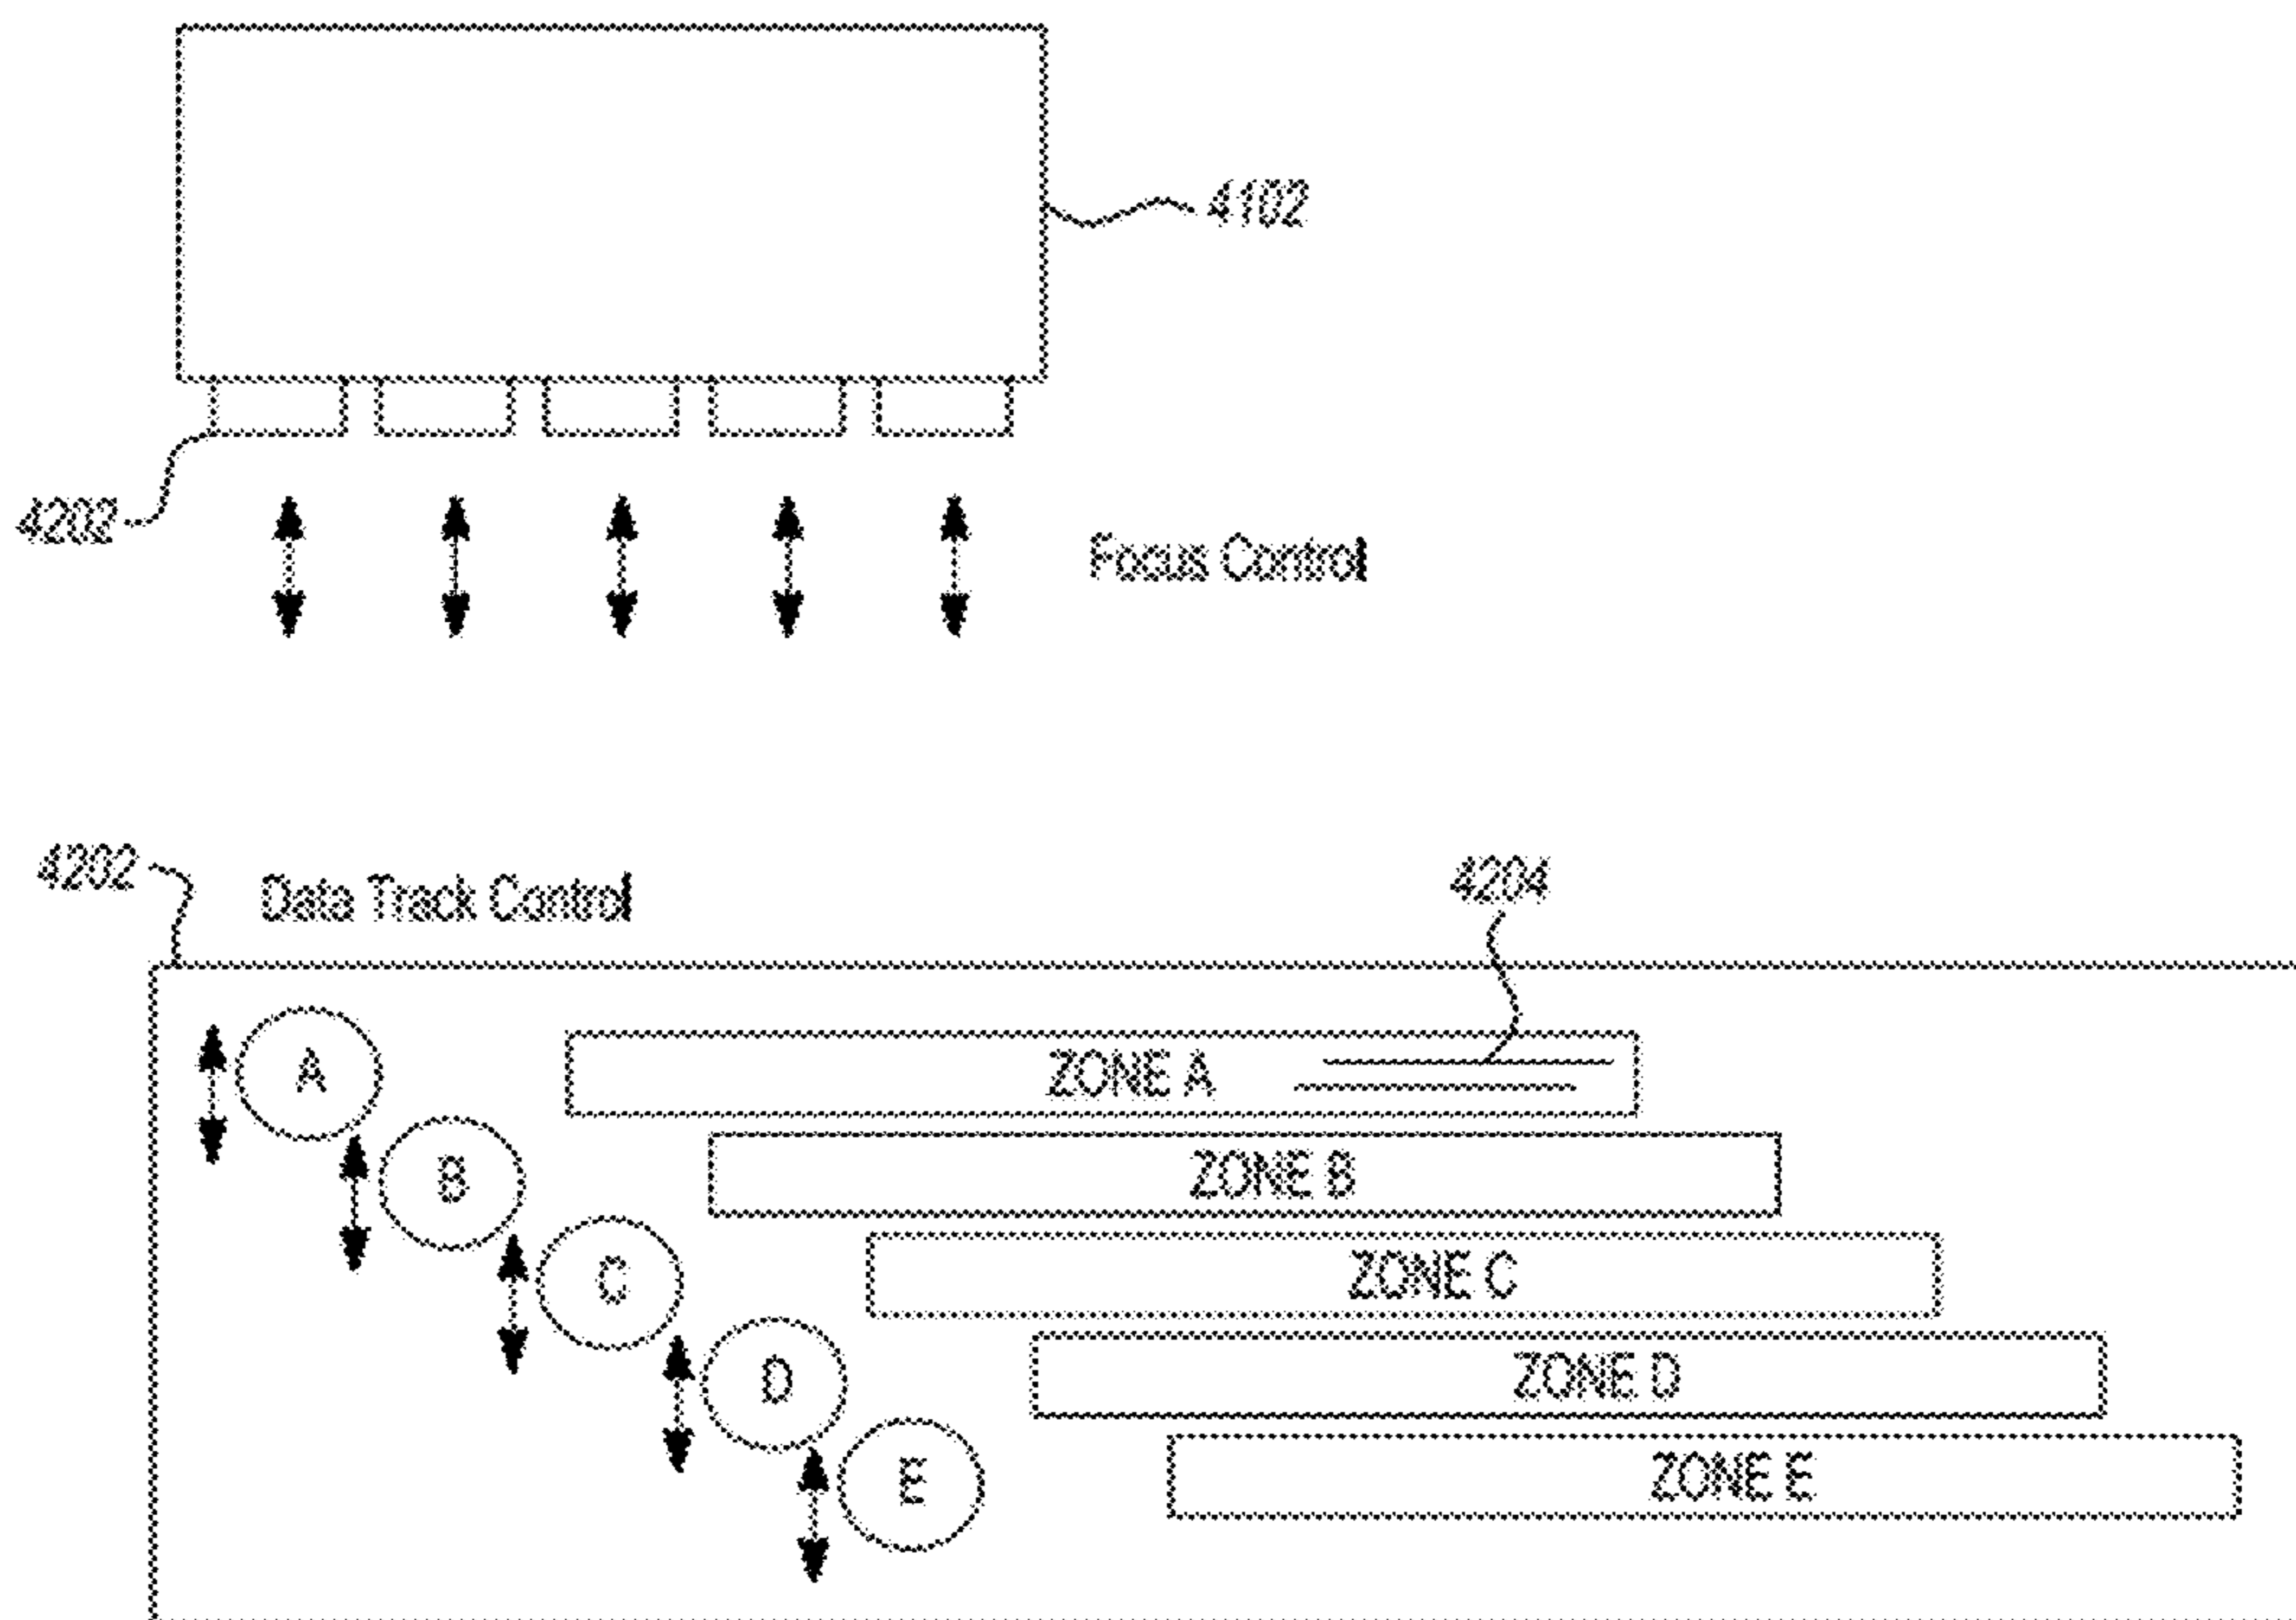 4102
4202
Focus Control
4202
Data Track Control
4204
A
ZONE A
B
ZONE B
C
ZONE C
D
ZONE D
E
ZONE E